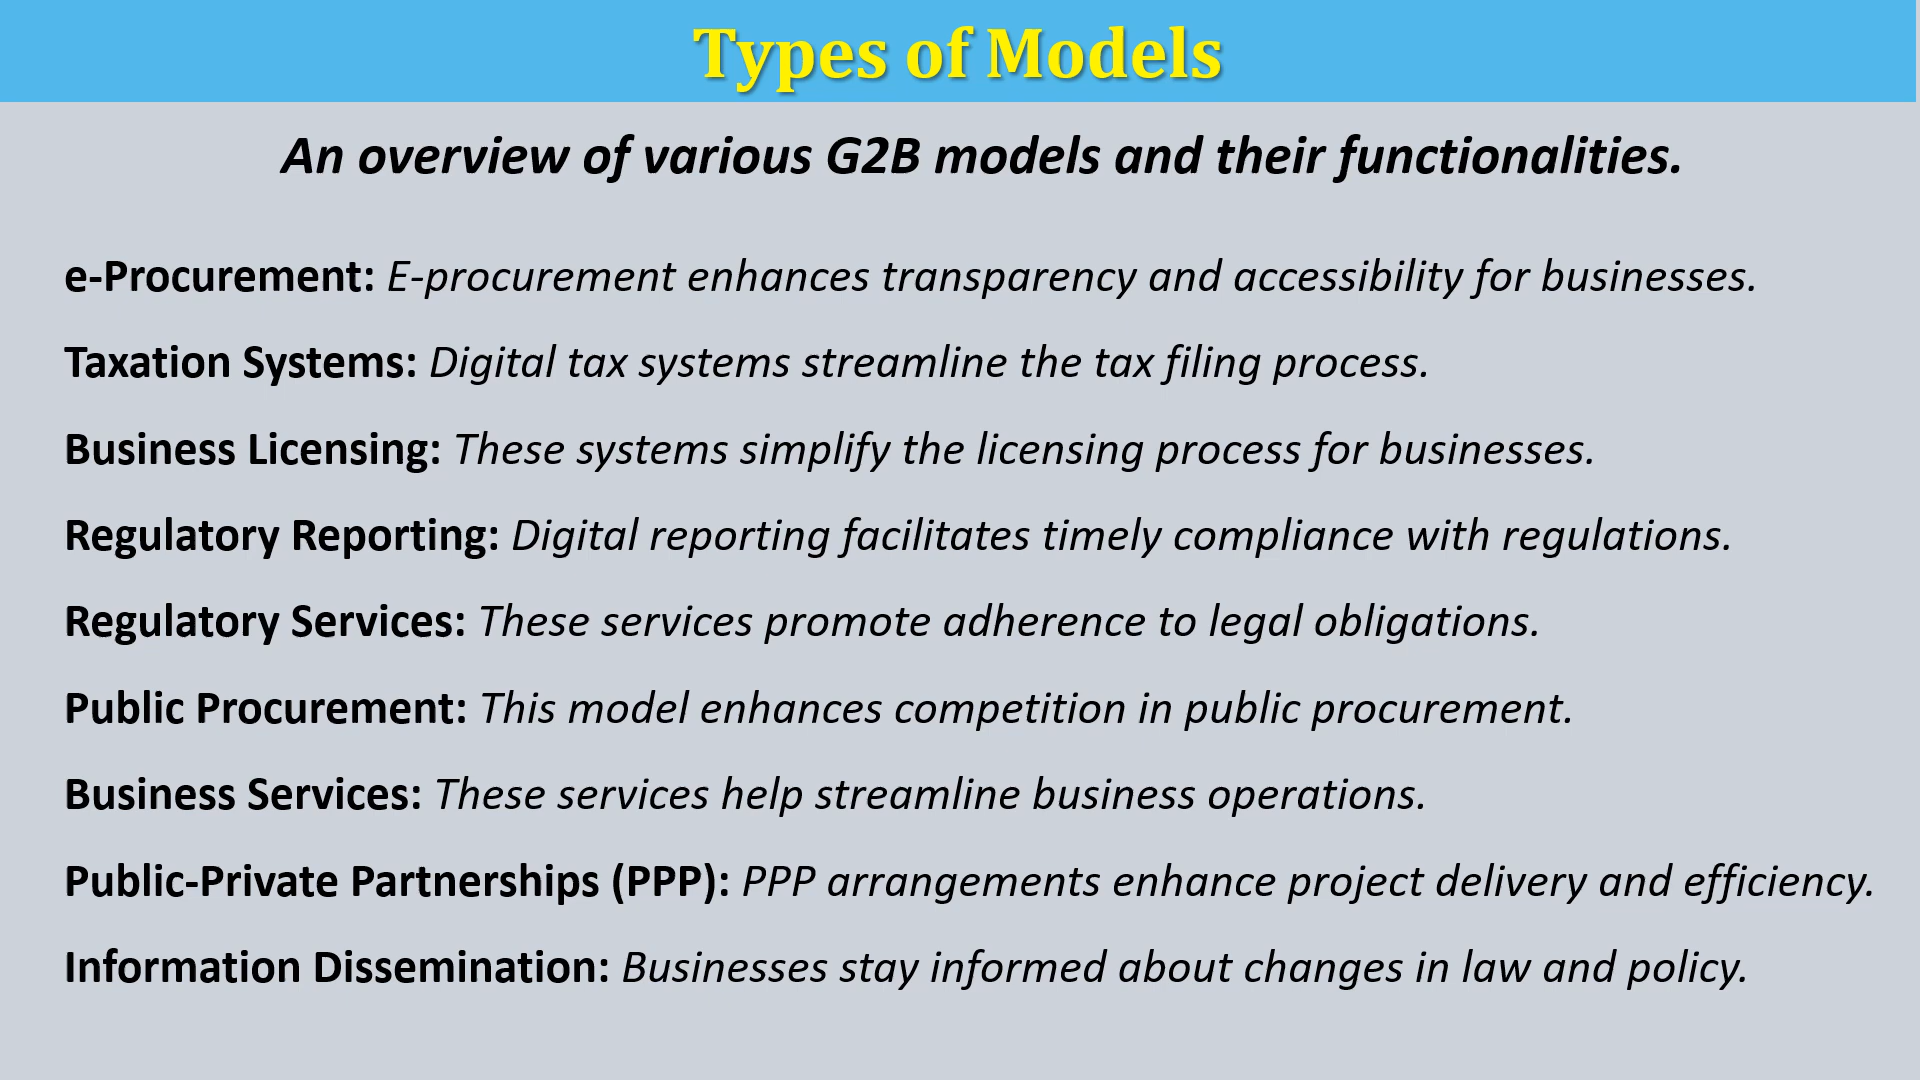 Types of Models
An overview of various G2B models and their functionalities.
e-Procurement: E-procurement enhances transparency and accessibility for businesses.
Taxation Systems: Digital tax systems streamline the tax filing process.
Business Licensing: These systems simplify the licensing process for businesses.
Regulatory Reporting: Digital reporting facilitates timely compliance with regulations.
Regulatory Services: These services promote adherence to legal obligations.
Public Procurement: This model enhances competition in public procurement.
Business Services: These services help streamline business operations.
Public-Private Partnerships (PPP): PPP arrangements enhance project delivery and efficiency.
Information Dissemination: Businesses stay informed about changes in law and policy.